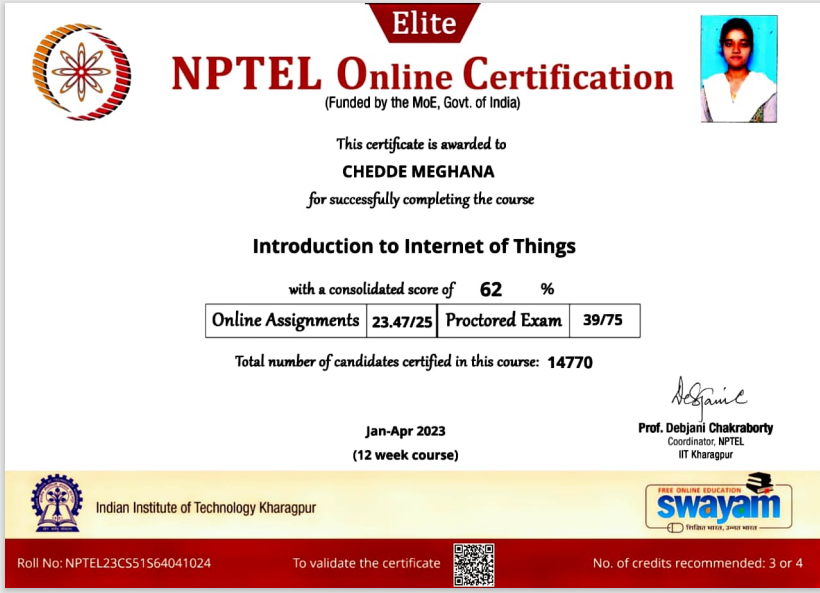 Elite
NPTEL Online Certification
(Funded by the MoE, Govt. of India)
This certificate is awarded to
CHEDDE MEGHANA
for successfully completing the course
Introduction to Internet of Things
with a consolidated score of 62 %
Online Assignments 23.47/25 Proctored Exam 39/75
Total number of candidates certified in this course: 14770
Jan-Apr 2023
(12 week course)
Prof. Debjani Chakraborty
Coordinator, NPTEL
IIT Kharagpur
Indian Institute of Technology Kharagpur
FREE ONLINE EDUCATION
swayam
शिक्षित भारत, उन्नत भारत
Roll No: NPTEL23CS51S64041024
To validate the certificate
No. of credits recommended: 3 or 4